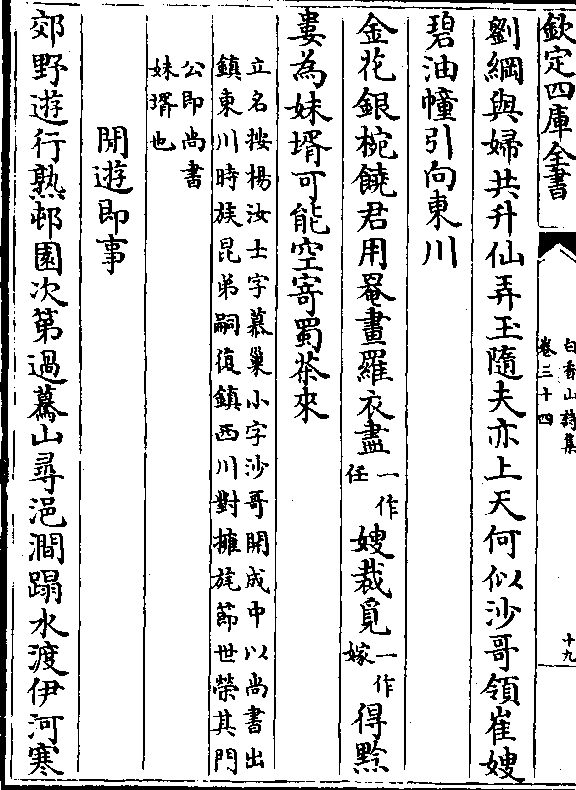 欽定四庫全書
白香山詩集
卷三十四
十九
劉綱與婦共升仙弄玉隨夫亦上天何似沙哥領崔嫂
碧油幢引向東川
金花銀椀饒君用罨畫羅衣盡一作任嫂裁覓一作嫁得黔
婁為妹壻可能空寄蜀茶來
立名按楊汝士字慕巢小字沙哥開成中以尚書出
鎮東川時族昆弟嗣復鎮西川對擁旄節世榮其門
公即尚書
妹壻也
閒遊即事
郊野遊行熟邨園次第過驀山尋浥澗蹋水渡伊河寒